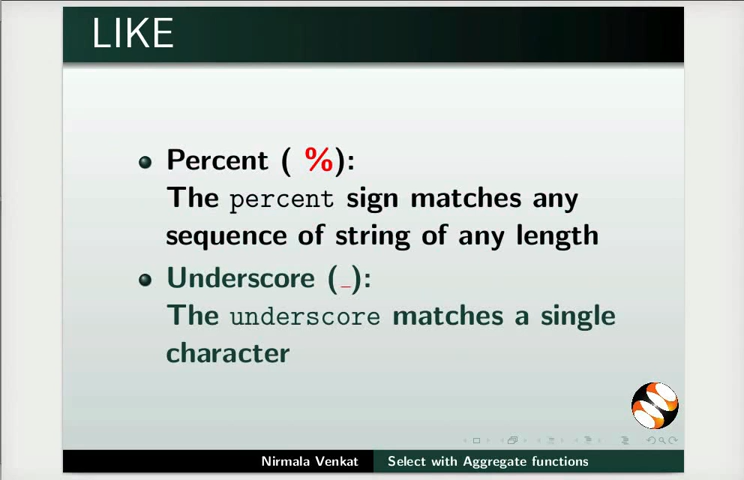 LIKE
Percent ( %):
The percent sign matches any
sequence of string of any length
Underscore (_):
The underscore matches a single
character
Nirmala Venkat Select with Aggregate functions